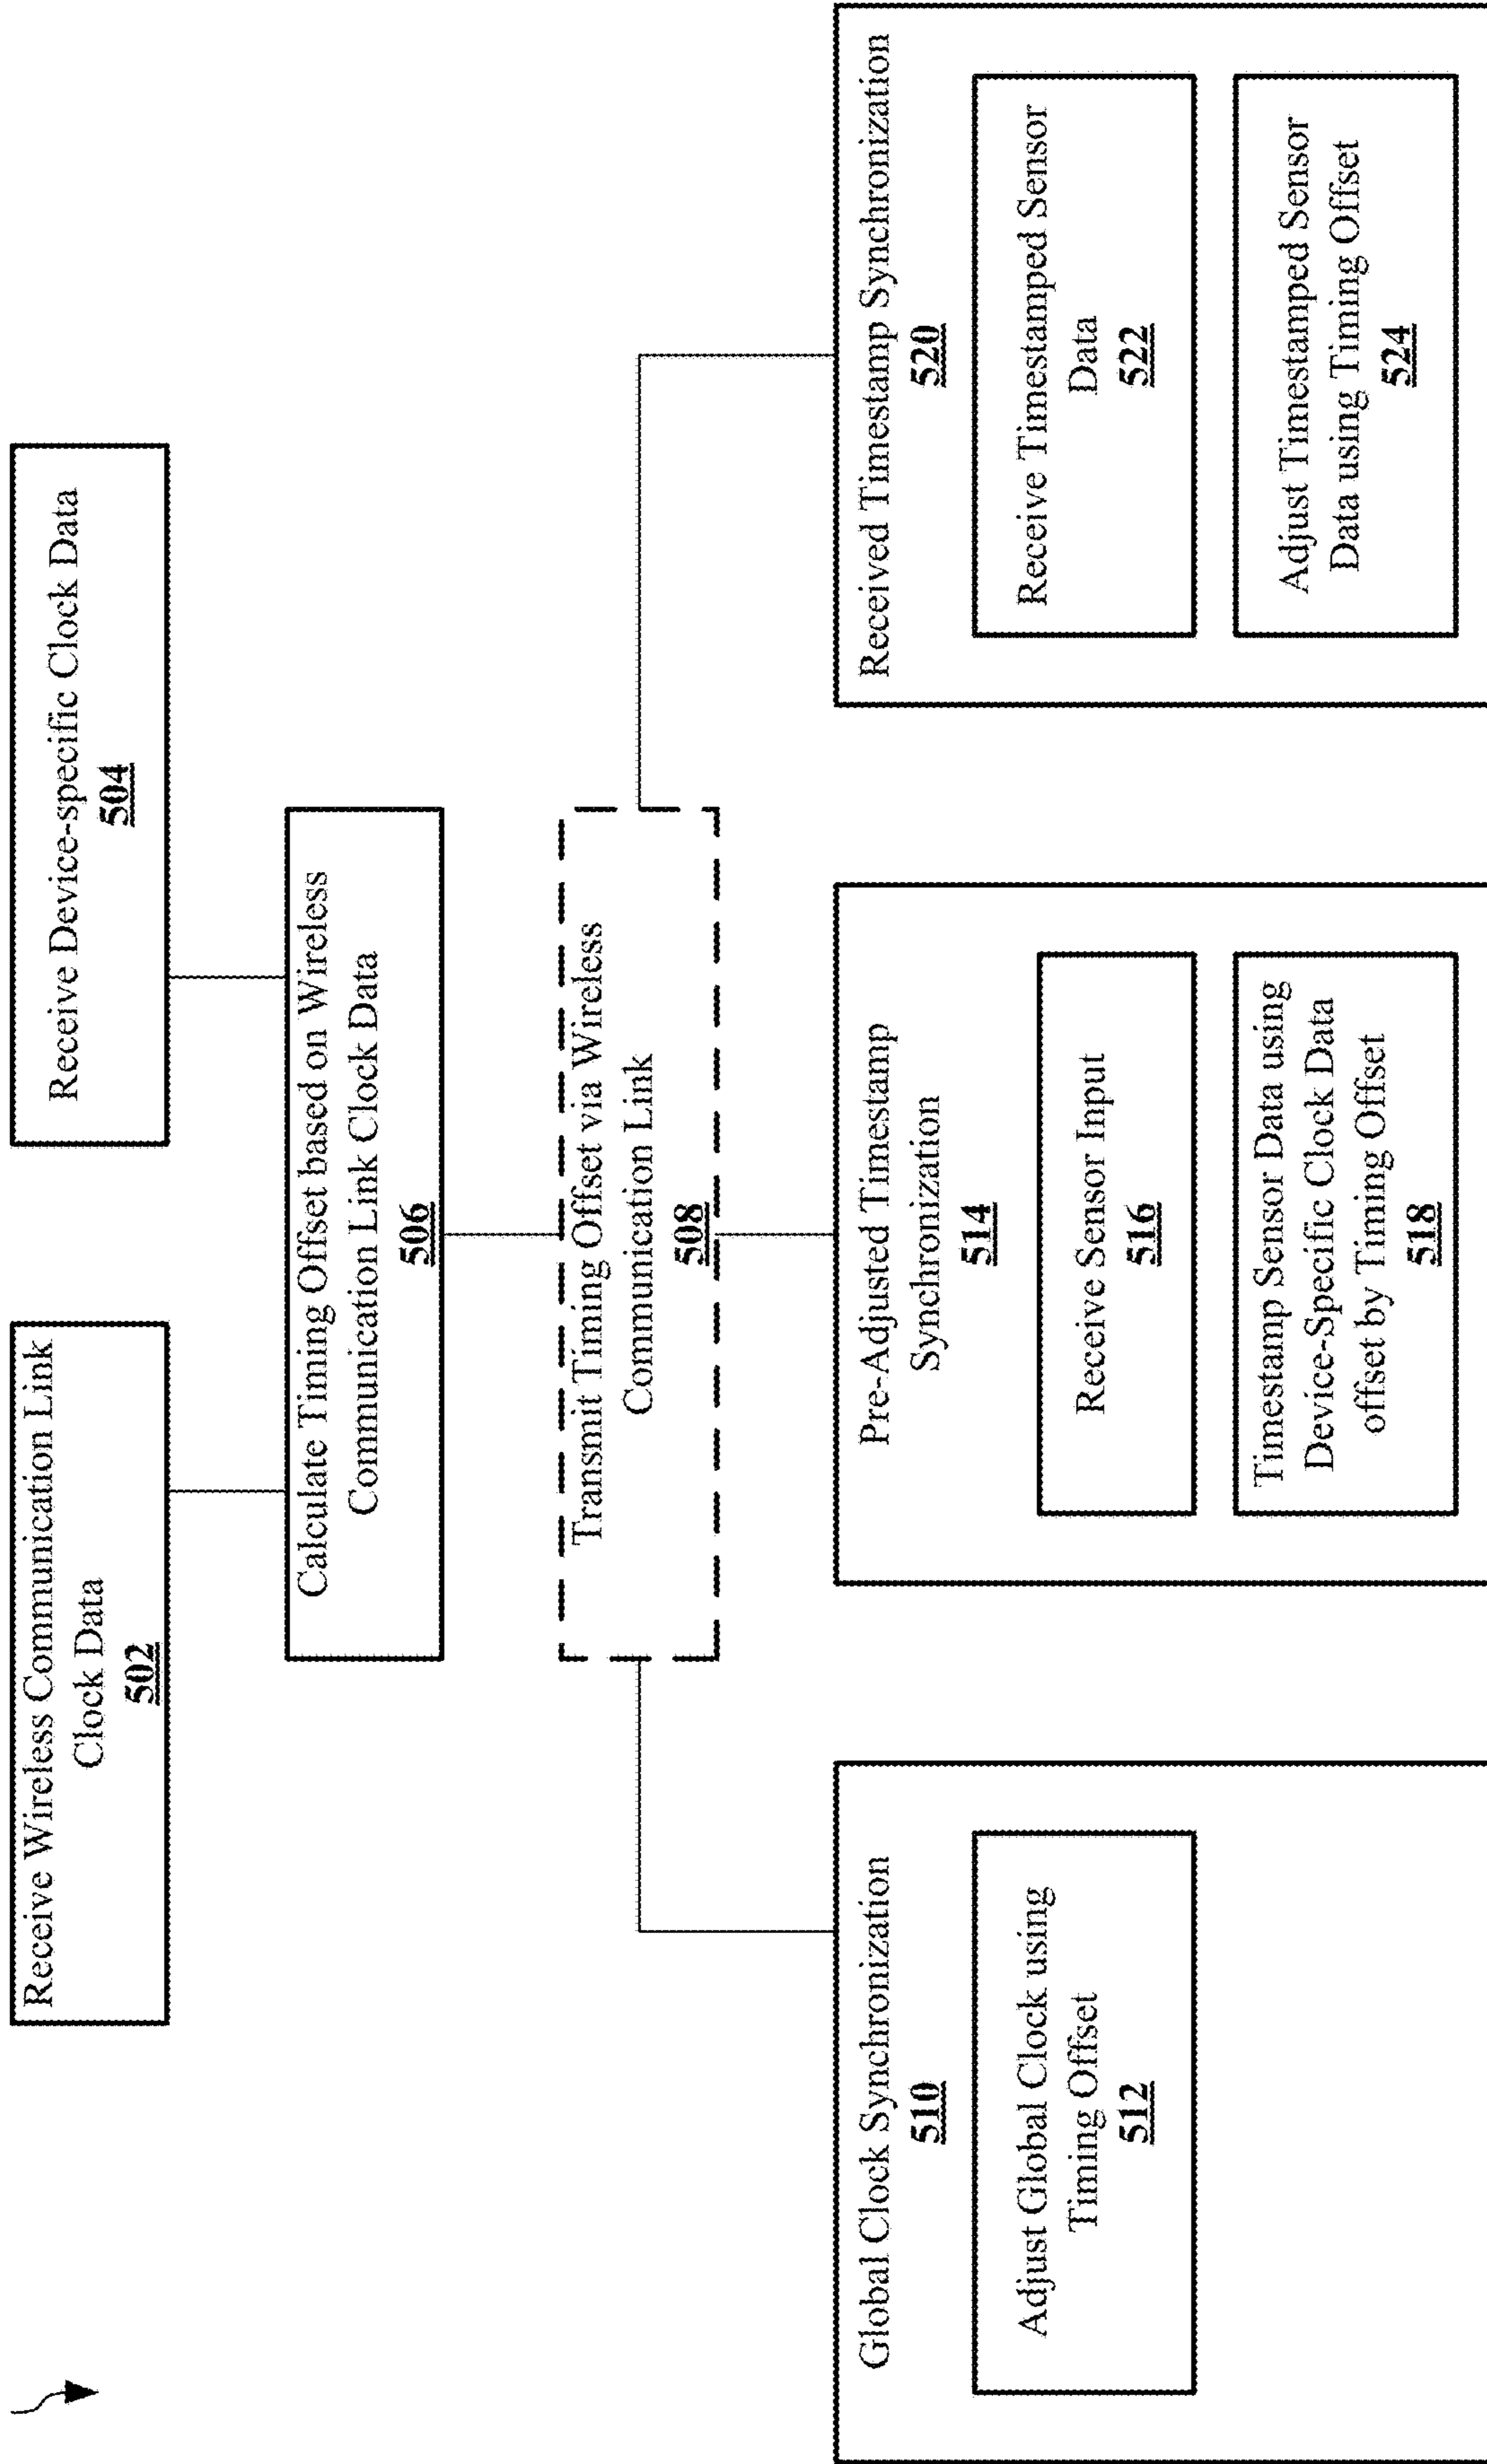 Receive Wireless Communication Link
Clock Data
502
Receive Device-specific Clock Data
504
Calculate Timing Offset based on Wireless
Communication Link Clock Data
506
Transmit Timing Offset via Wireless
Communication Link
508
Global Clock Synchronization
510
Adjust Global Clock using
Timing Offset
512
Pre-Adjusted Timestamp
Synchronization
514
Receive Sensor Input
516
Timestamp Sensor Data using
Device-Specific Clock Data
offset by Timing Offset
518
Received Timestamp Synchronization
520
Receive Timestamped Sensor
Data
522
Adjust Timestamped Sensor
Data using Timing Offset
524